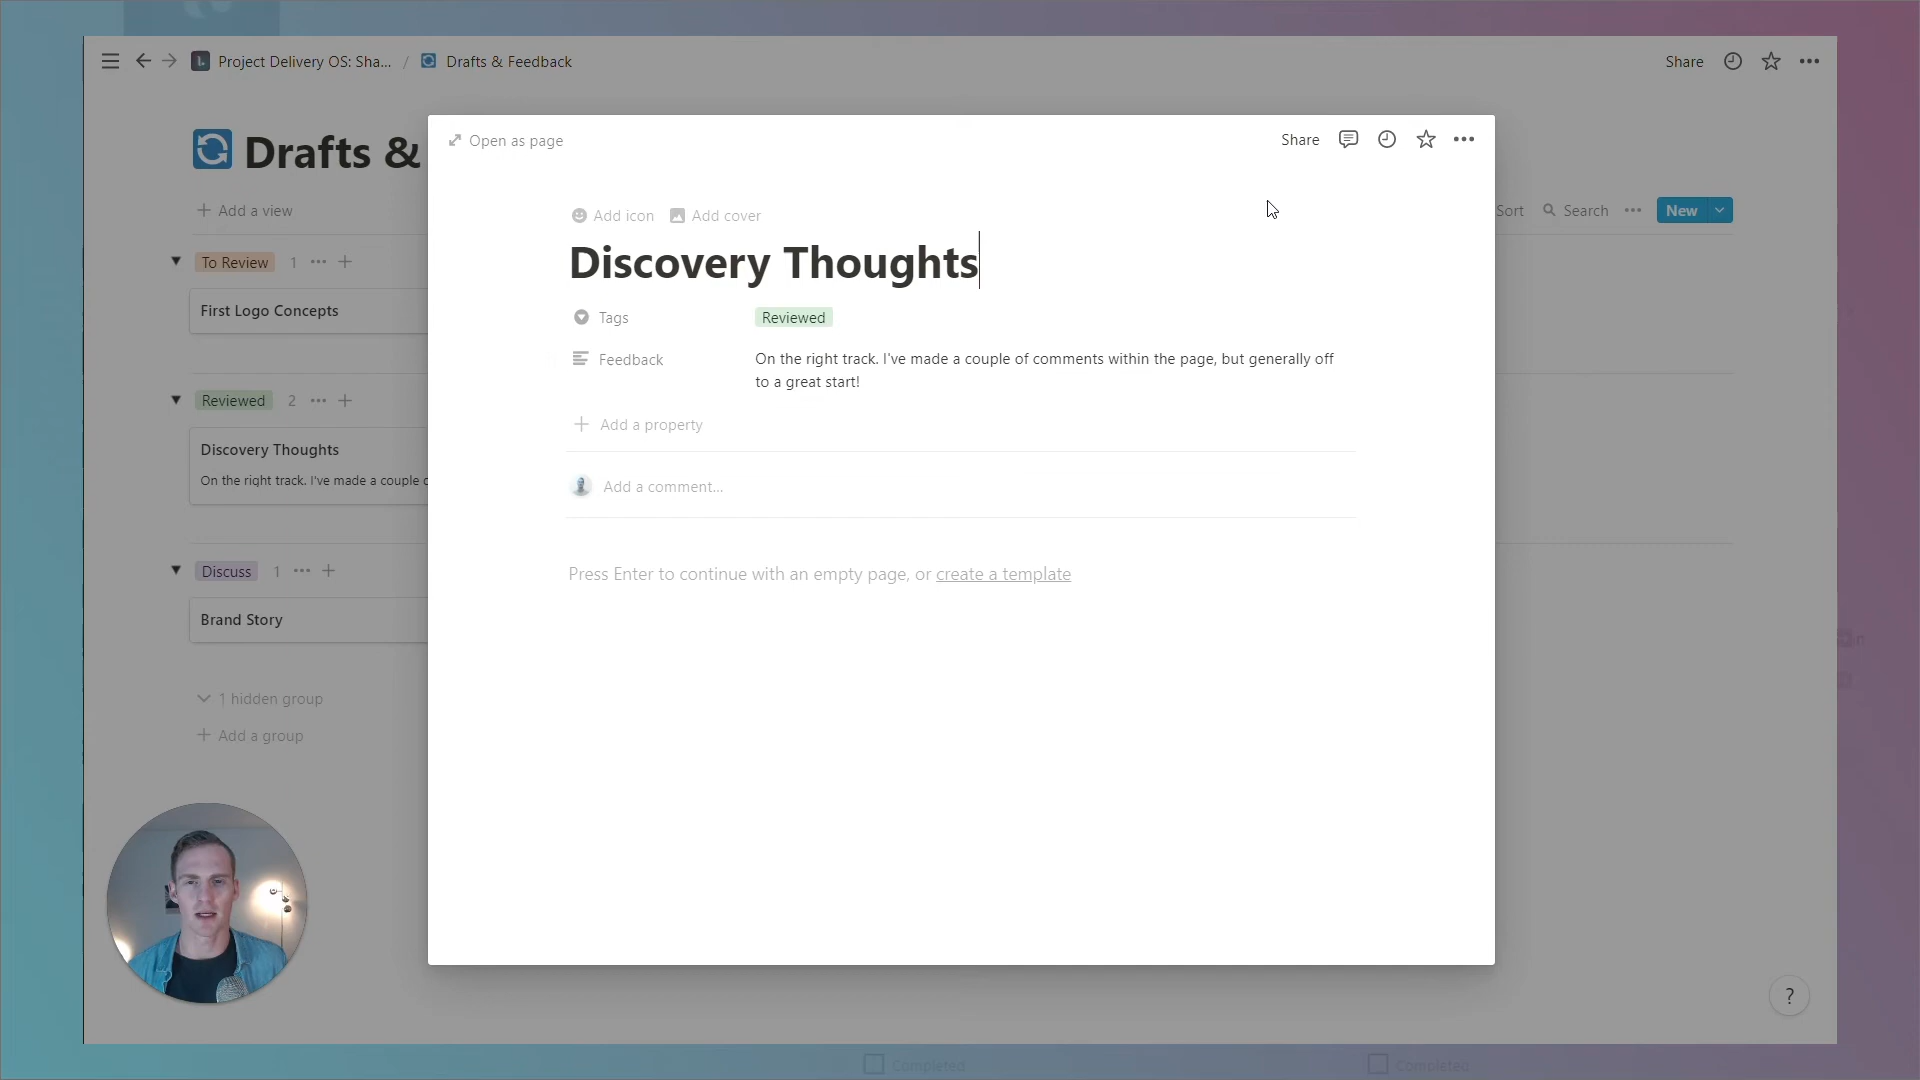 Project Delivery OS: Sha... / Drafts & Feedback
Share
Drafts &
Add a view
Sort
Search
New
To Review 1
First Logo Concepts
Reviewed 2
Discovery Thoughts
On the right track. I've made a couple
Discuss 1
Brand Story
1 hidden group
Add a group
Open as page
Share
Add icon
Add cover
Discovery Thoughts
Tags
Reviewed
Feedback
On the right track. I've made a couple of comments within the page, but generally off
to a great start!
Add a property
Add a comment...
Press Enter to continue with an empty page, or create a template
?
Completed
Completed